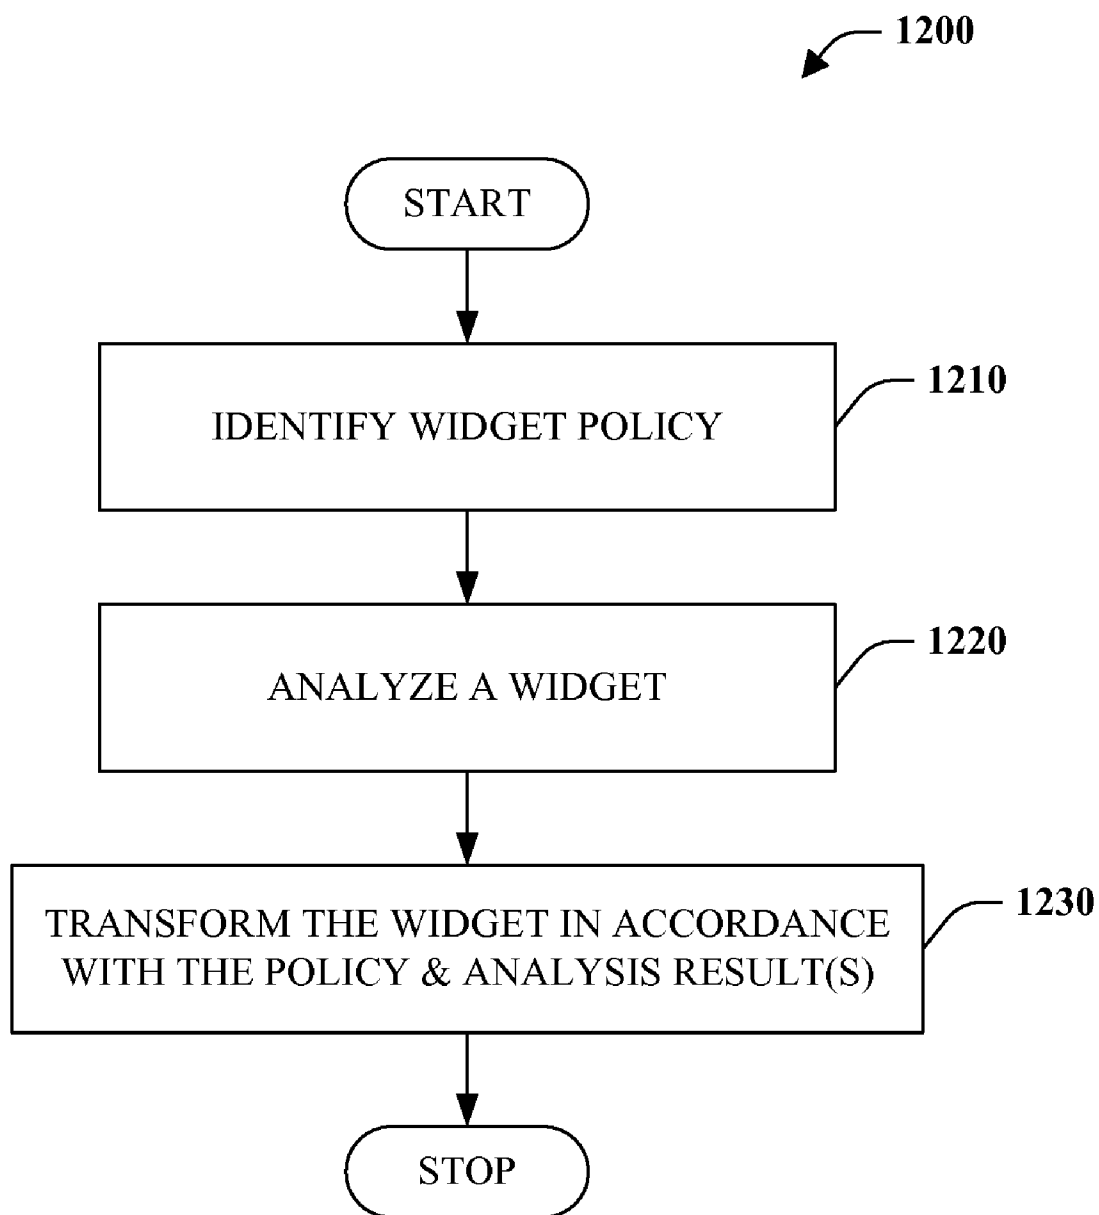 1200
START
IDENTIFY WIDGET POLICY
1210
ANALYZE A WIDGET
1220
TRANSFORM THE WIDGET IN ACCORDANCE
WITH THE POLICY & ANALYSIS RESULT(S)
1230
STOP